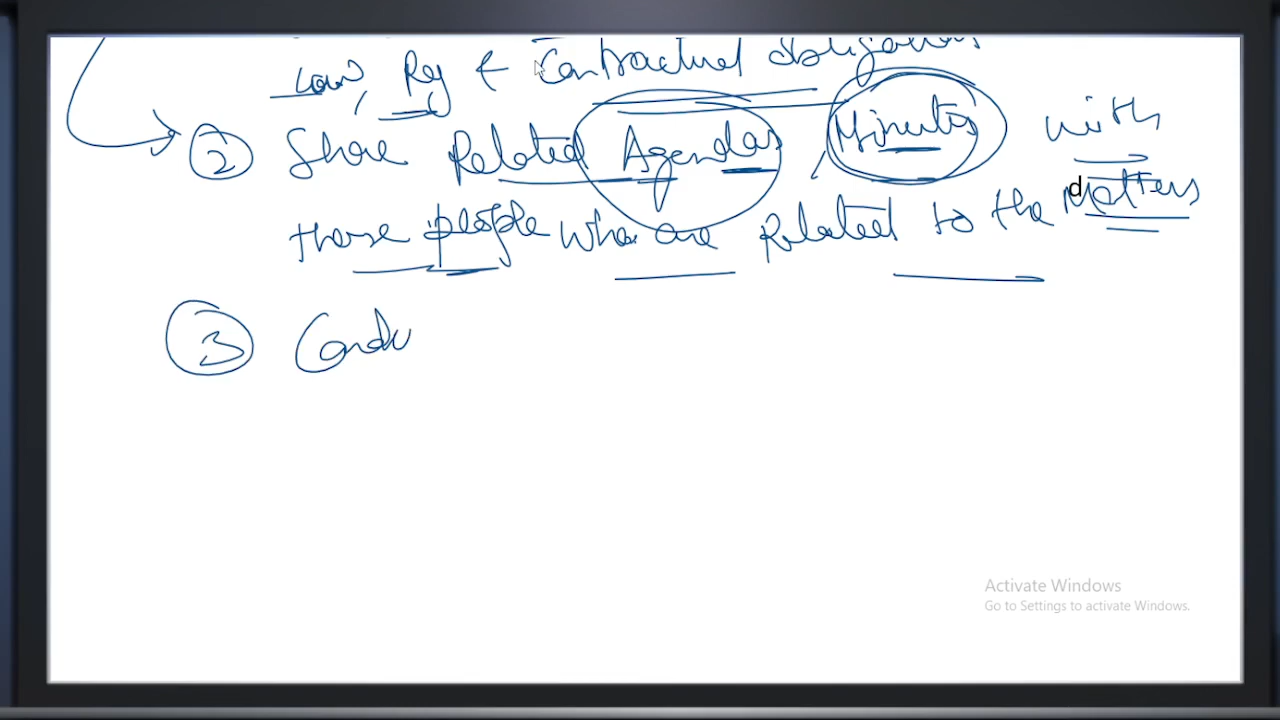 Law, Reg & Contractual obligations
② Share Related Agendas, Minutes with
those people who are Related to the Matters
d
③ Condu
Activate Windows
Go to Settings to activate Windows.